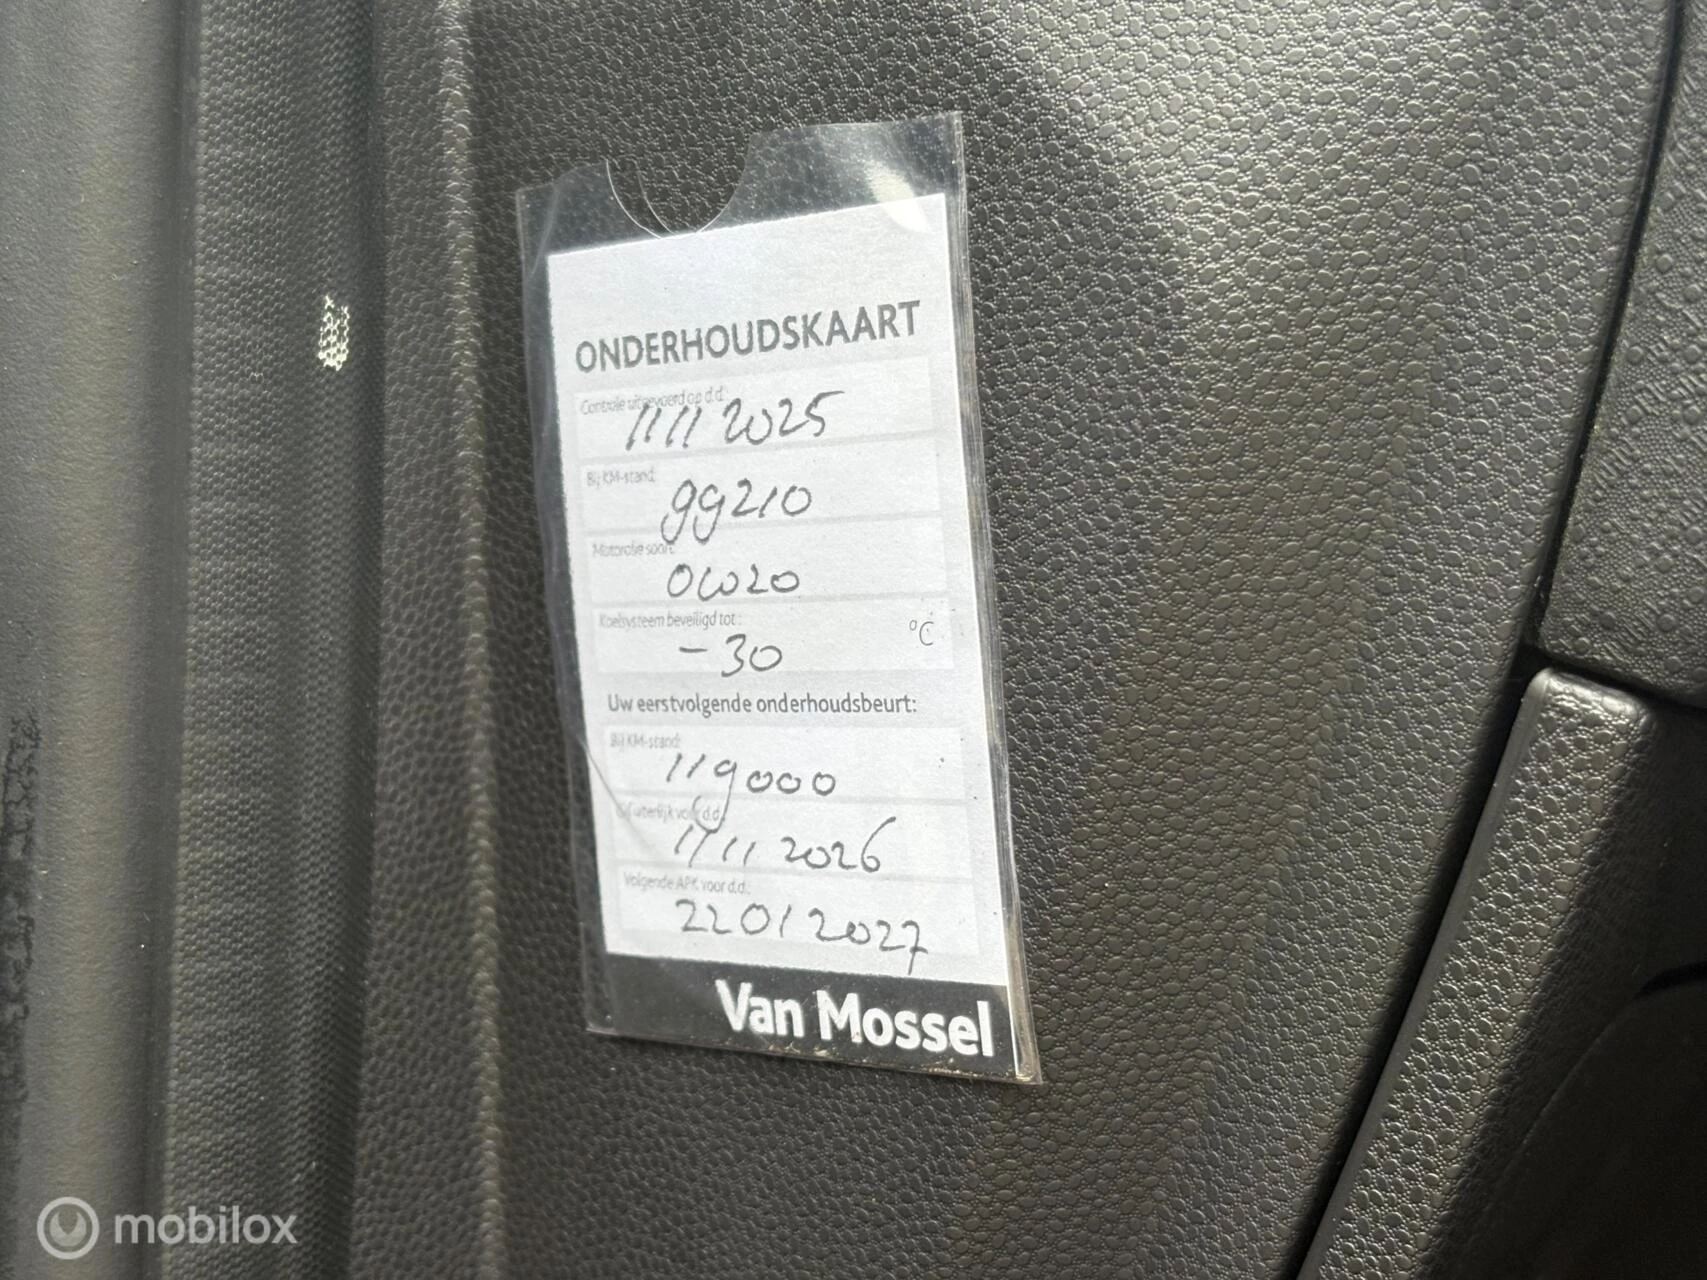 ONDERHOUDSKAART
Controle uitgevoerd op d.d.:
11 11 2025
Bij KM-stand:
99210
Motorolie soort:
0W20
Koelsysteem beveiligd tot:
-30 °C
Uw eerstvolgende onderhoudsbeurt:
Bij KM-stand:
119000
Of uiterlijk voor d.d.:
11 11 2026
Volgende APK voor d.d.:
22 01 2027
Van Mossel
mobilox